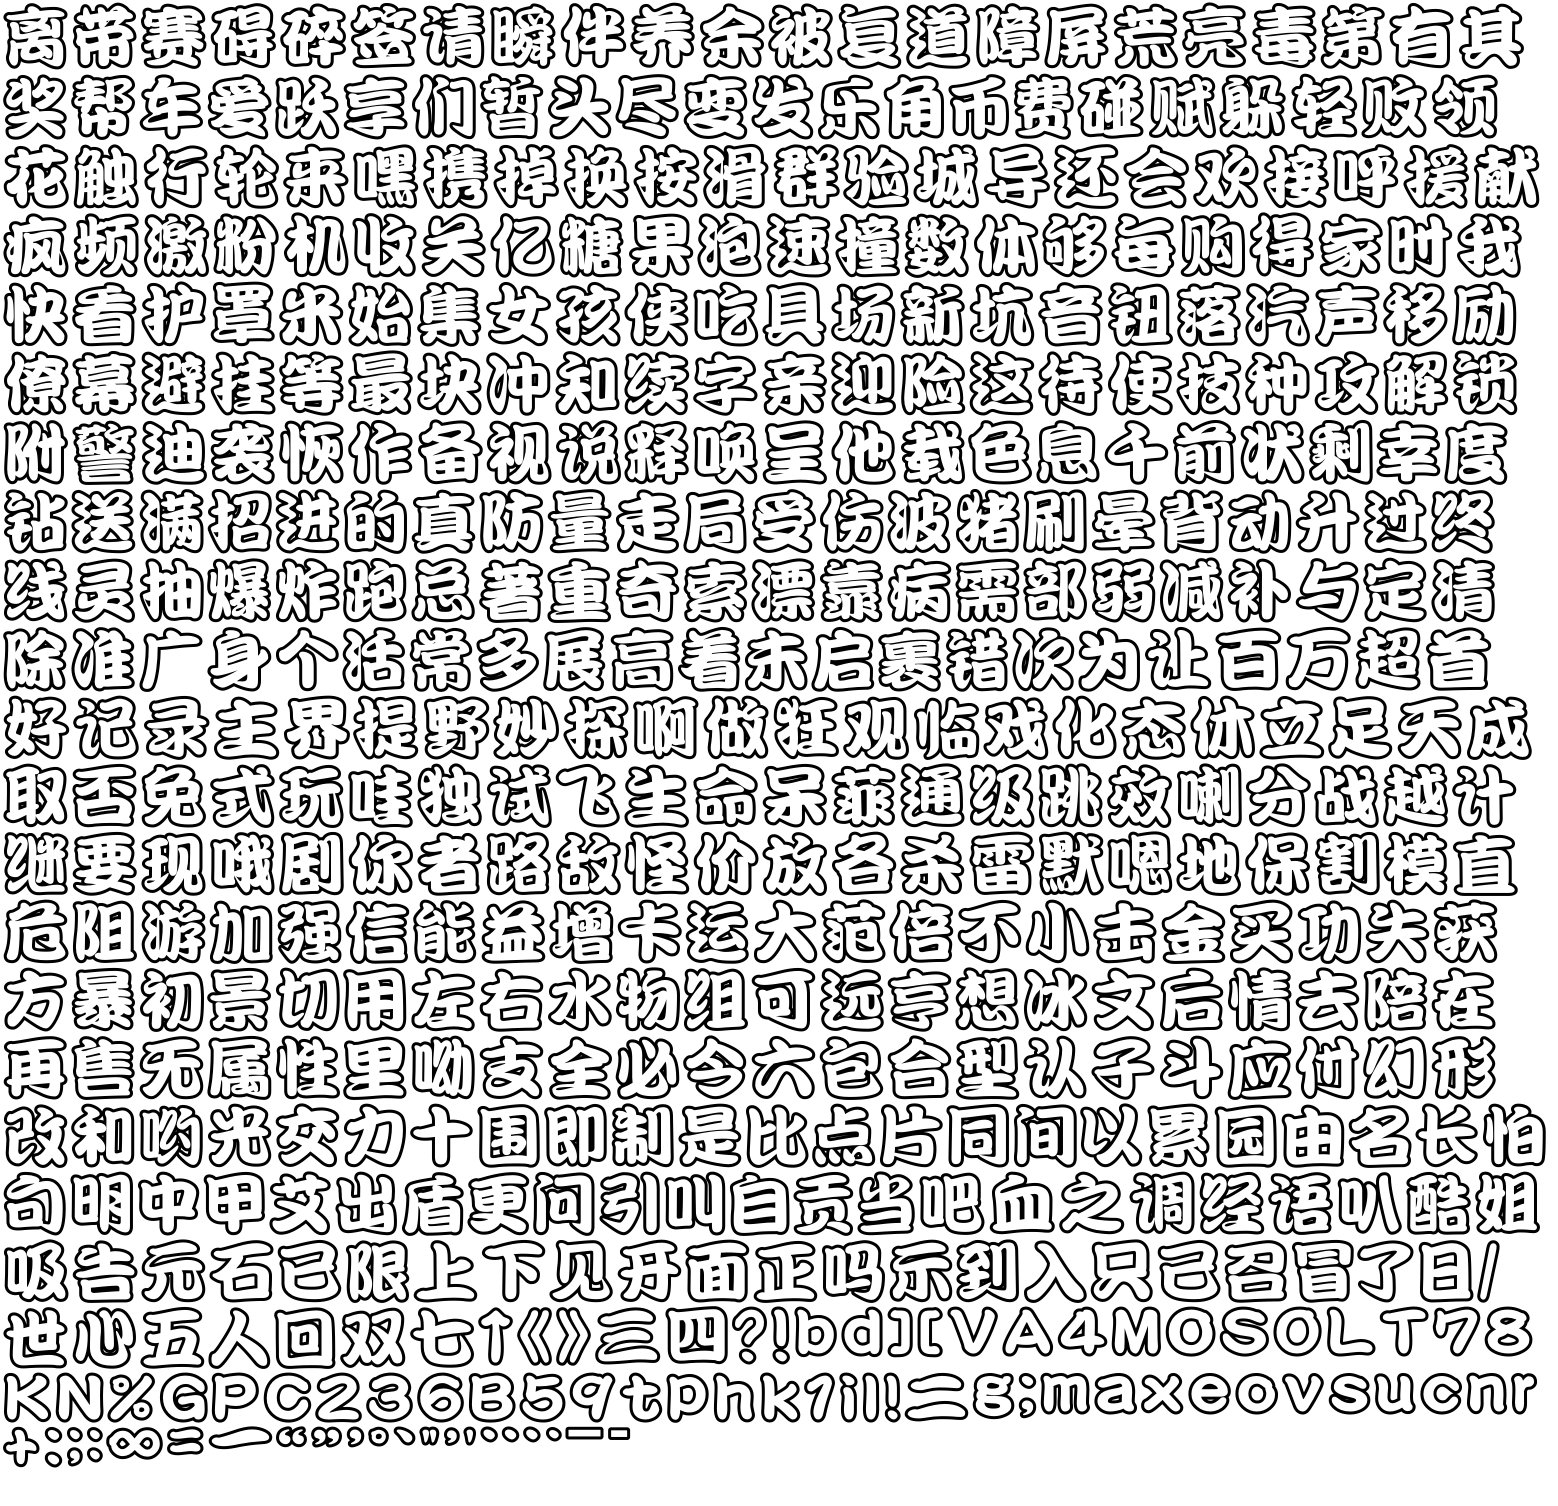 离带赛碍碎签请瞬伴养余被复道障屏荒亮毒第有其
奖帮车爱跃享们暂头尽变发乐角币费碰赋躲轻败领
花触行轮来嘿携掉换按滑群验城导还会欢接呼援献
疯频激粉机收关亿糖果泡速撞数体够每购得家时我
快看护罩米始集女孩侠吃具场新坑音钮落汽声移励
僚幕避挂等最块冲知续字亲迎险这待使技种攻解锁
附警迪袭恢作备视说释唤呈他载色息千前状剩幸度
钻送满招进的真防量走局受伤波猪刷晕背动升过终
线灵抽爆炸跑总著重奇索漂靠病需部弱减补与定清
除准广身个活常多展高着未启裹错次为让百万超首
好记录主界提野妙探啊做狂观临戏化态休立足天成
取否免式玩哇独试飞生命呆菲通级跳效喇分战越计
继要现哦剧你者路敌怪价放各杀雷默嗯地保割模直
危阻游加强信能益增卡运大范倍不小击金买功失获
方暴初景切用左右水物组可远亨想冰文后情去陪在
再售无属性里呦支全必今六包合型认子斗应付幻形
改和哟光交力十围即制是比点片同间以累园由名长怕
句明中甲艾出盾更问引叫自贡当吧血之调经语叭酷姐
吸告元石已限上下见开面正吗示到入只己召冒了日/
世心五人回双七↑《》三四?!bd][VA4MOSOLT78
KN%GPC236B59qtphk1il!二g;maxeovsucnr